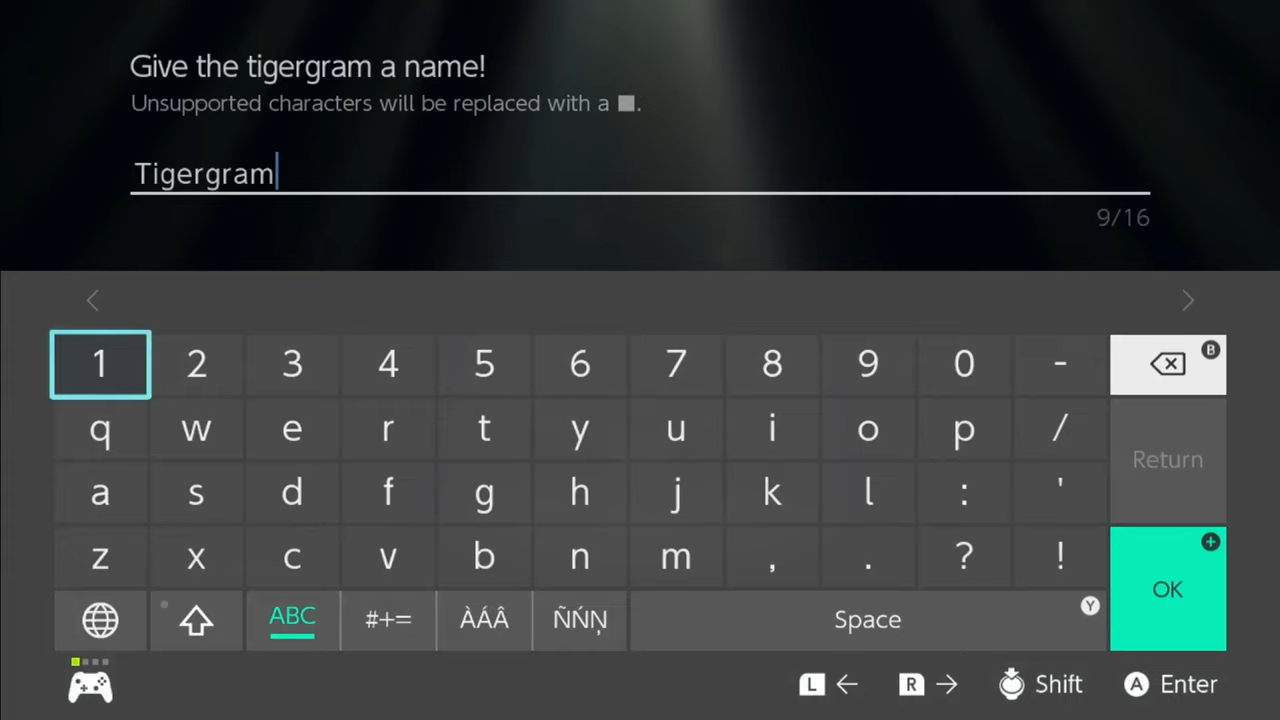 Give the tigergram a name!
Unsupported characters will be replaced with a ■.
Tigergram
9/16
1 2 3 4 5 6 7 8 9 0 - B
q w e r t y u i o p /
Return
a s d f g h j k l : '
z x c v b n m , . ? ! +
OK
ABC #+= ÀÁÂ ÑŃŅ Space Y
L ← R → Shift A Enter